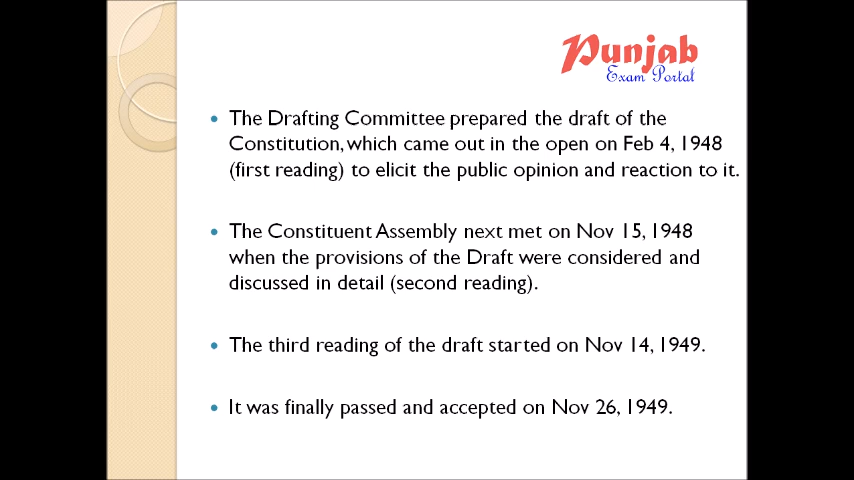 Punjab
Exam Portal
The Drafting Committee prepared the draft of the
Constitution, which came out in the open on Feb 4, 1948
(first reading) to elicit the public opinion and reaction to it.
The Constituent Assembly next met on Nov 15, 1948
when the provisions of the Draft were considered and
discussed in detail (second reading).
The third reading of the draft started on Nov 14, 1949.
It was finally passed and accepted on Nov 26, 1949.